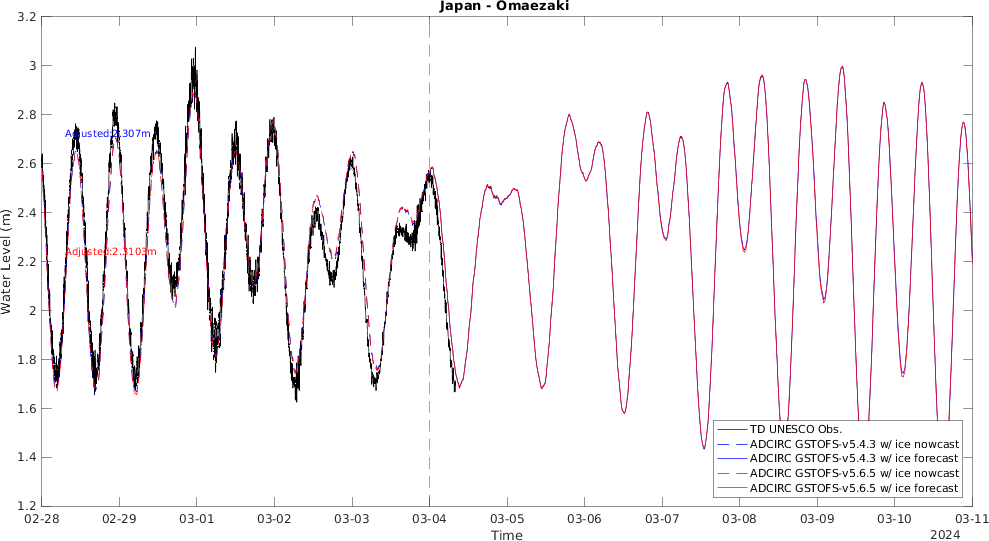 Japan - Omaezaki
3.2
3
2.8
2.6
2.4
2.2
2
1.8
1.6
1.4
1.2
Water Level (m)
Adjusted:2.307m
Adjusted:2.3103m
TD UNESCO Obs.
ADCIRC GSTOFS-v5.4.3 w/ ice nowcast
ADCIRC GSTOFS-v5.4.3 w/ ice forecast
ADCIRC GSTOFS-v5.6.5 w/ ice nowcast
ADCIRC GSTOFS-v5.6.5 w/ ice forecast
02-28 02-29 03-01 03-02 03-03 03-04 03-05 03-06 03-07 03-08 03-09 03-10 03-11
Time
2024